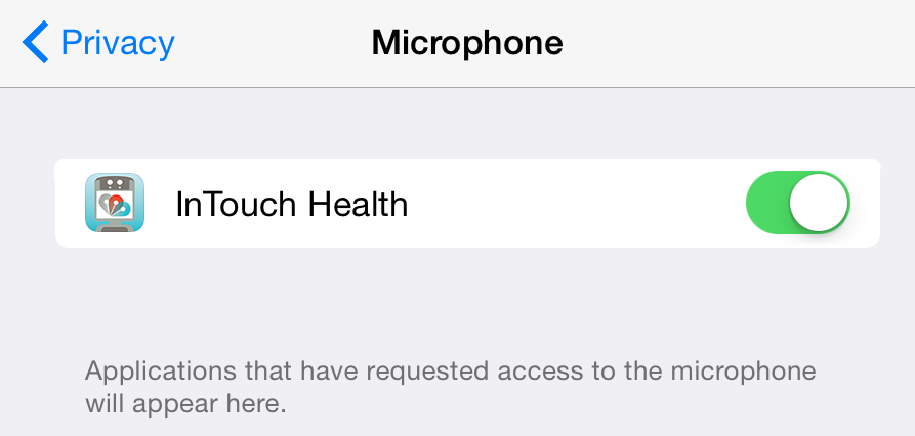 Privacy
Microphone
InTouch Health
Applications that have requested access to the microphone
will appear here.